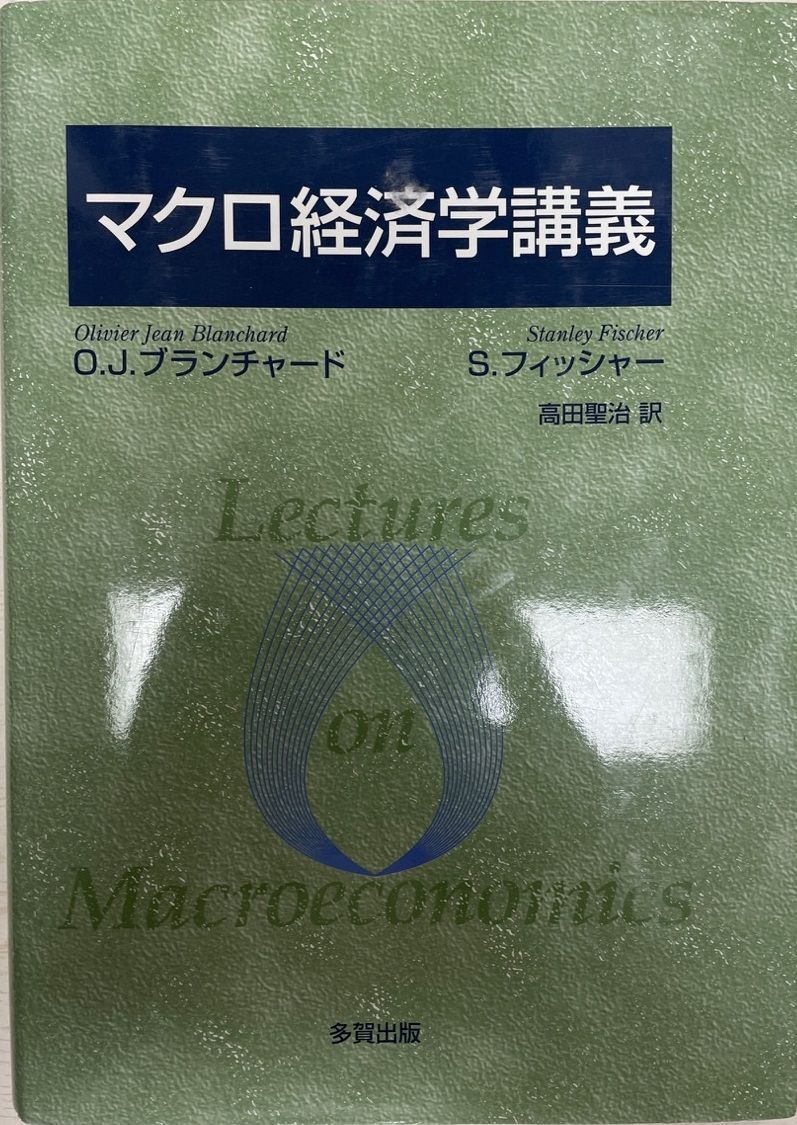 マクロ経済学講義
Olivier Jean Blanchard
O.J.ブランチャード
Stanley Fischer
S.フィッシャー
高田聖治 訳
Lectures
on
Macroeconomics
多賀出版